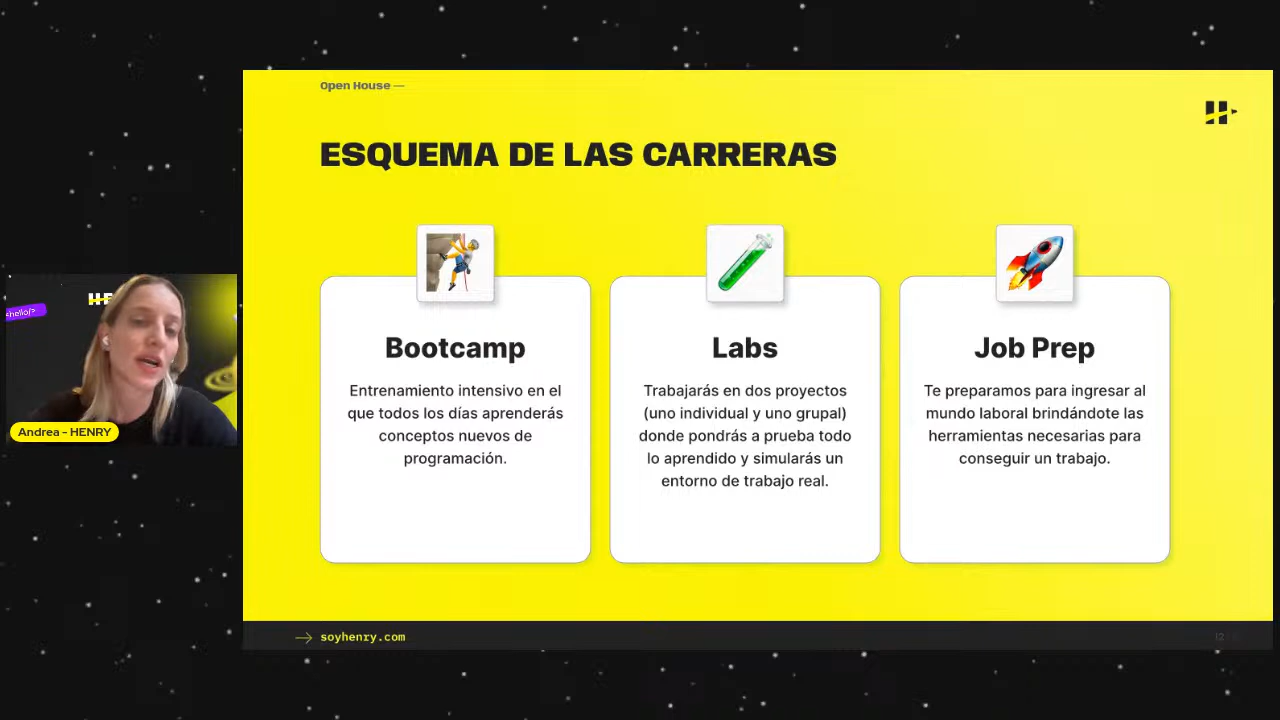 Open House —
ESQUEMA DE LAS CARRERAS
Bootcamp
Entrenamiento intensivo en el
que todos los días aprenderás
conceptos nuevos de
programación.
Labs
Trabajarás en dos proyectos
(uno individual y uno grupal)
donde pondrás a prueba todo
lo aprendido y simularás un
entorno de trabajo real.
Job Prep
Te preparamos para ingresar al
mundo laboral brindándote las
herramientas necesarias para
conseguir un trabajo.
<hello/>
Andrea - HENRY
→ soyhenry.com
12